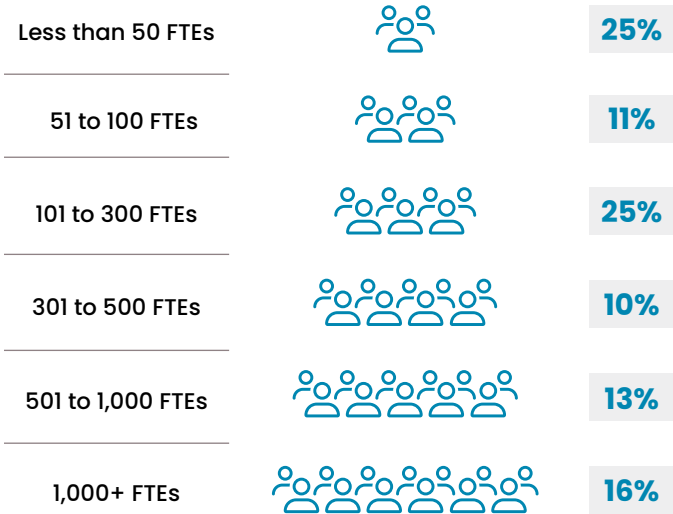 Less than 50 FTEs 25%
51 to 100 FTEs 11%
101 to 300 FTEs 25%
301 to 500 FTEs 10%
501 to 1,000 FTEs 13%
1,000+ FTEs 16%